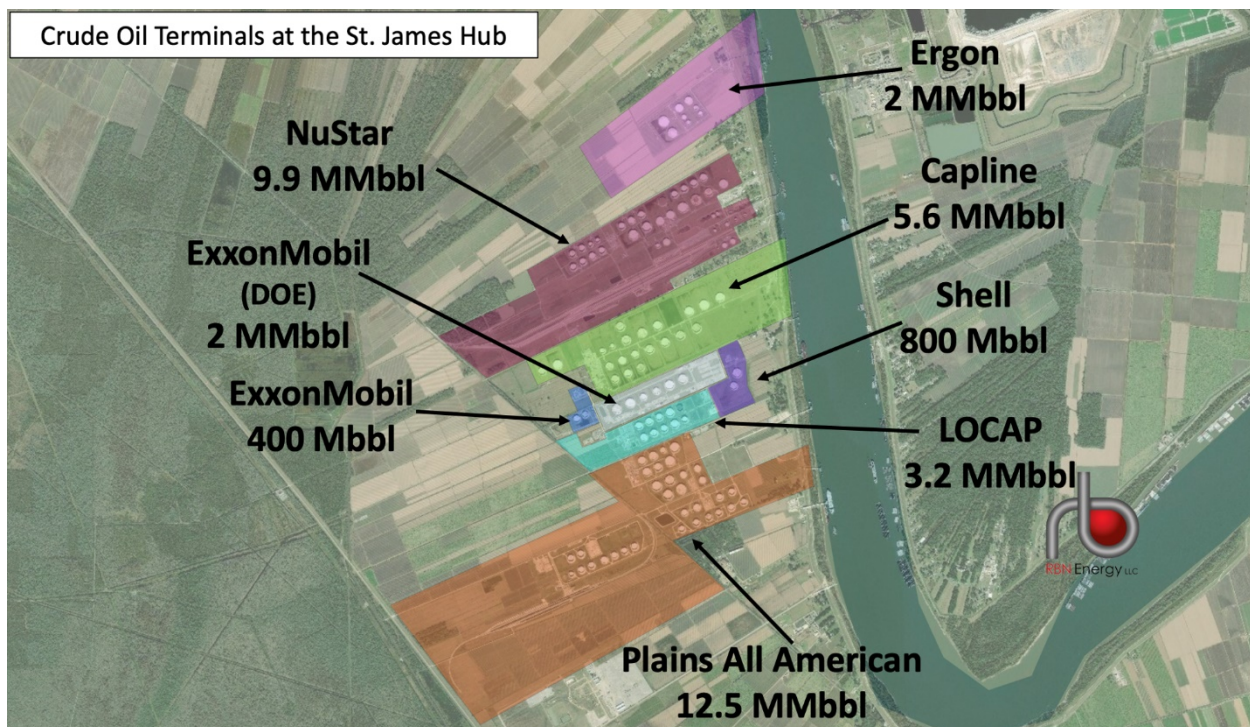 Crude Oil Terminals at the St. James Hub
Ergon
2 MMbbl
NuStar
9.9 MMbbl
Capline
5.6 MMbbl
ExxonMobil
(DOE)
2 MMbbl
Shell
800 Mbbl
ExxonMobil
400 Mbbl
LOCAP
3.2 MMbbl
RBN Energy LLC
Plains All American
12.5 MMbbl